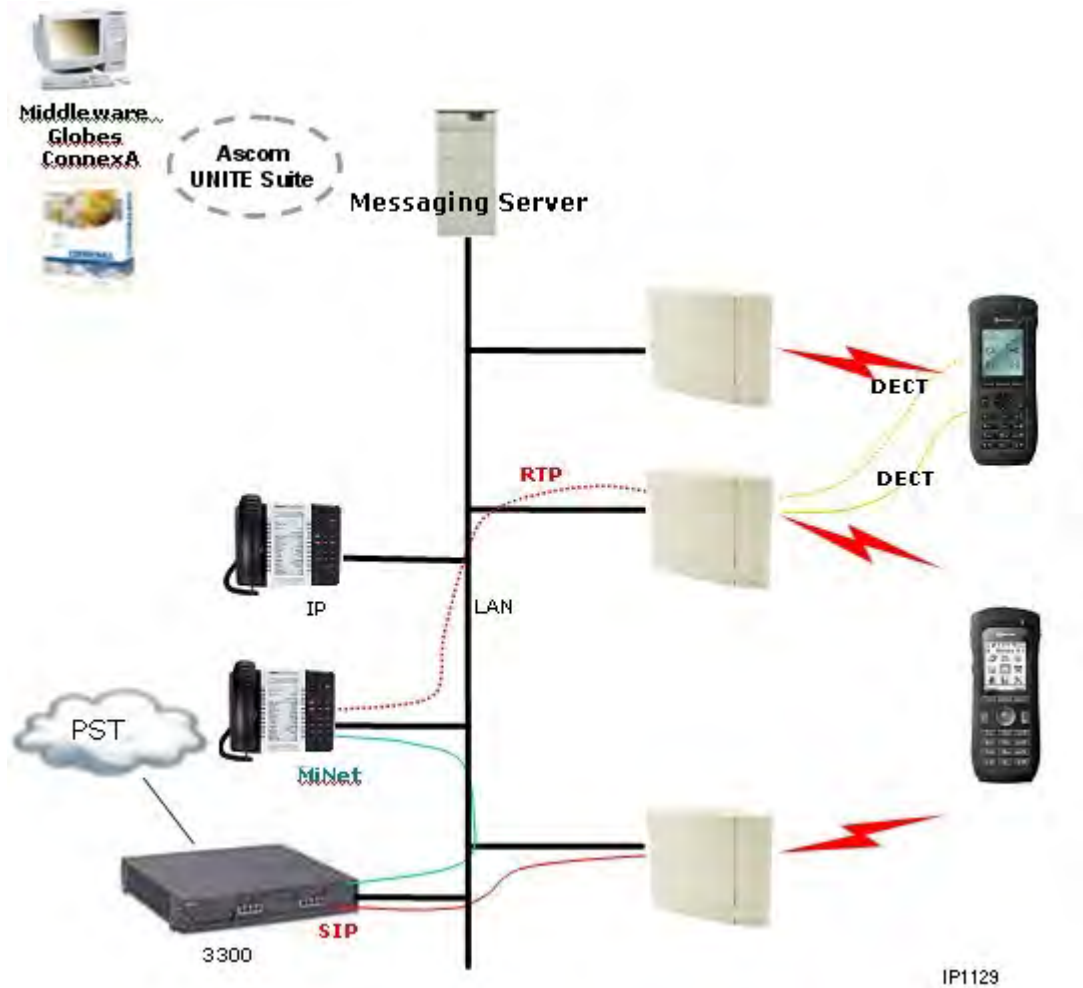 Middleware
Globes
ConnexA
Ascom
UNITE Suite
Messaging Server
DECT
RTP
DECT
IP
LAN
PST
MiNet
SIP
3300
IP1129